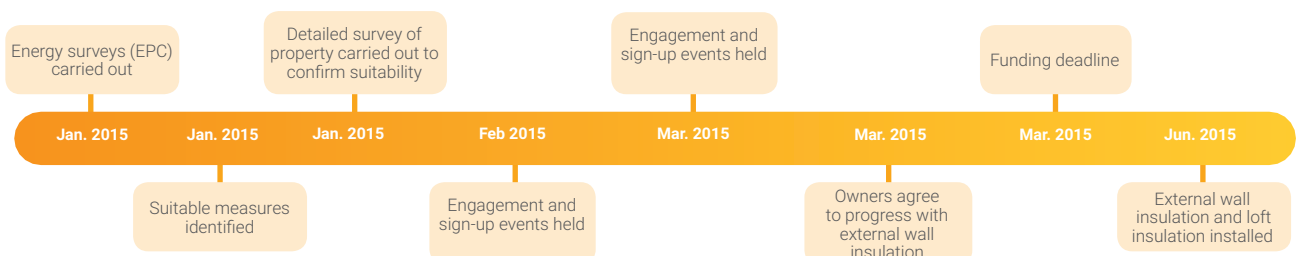 Energy surveys (EPC)
carried out
Detailed survey of
property carried out to
confirm suitability
Engagement and
sign-up events held
Funding deadline
Jan. 2015
Jan. 2015
Jan. 2015
Feb 2015
Mar. 2015
Mar. 2015
Mar. 2015
Jun. 2015
Suitable measures
identified
Engagement and
sign-up events held
Owners agree
to progress with
external wall
insulation
External wall
insulation and loft
insulation installed